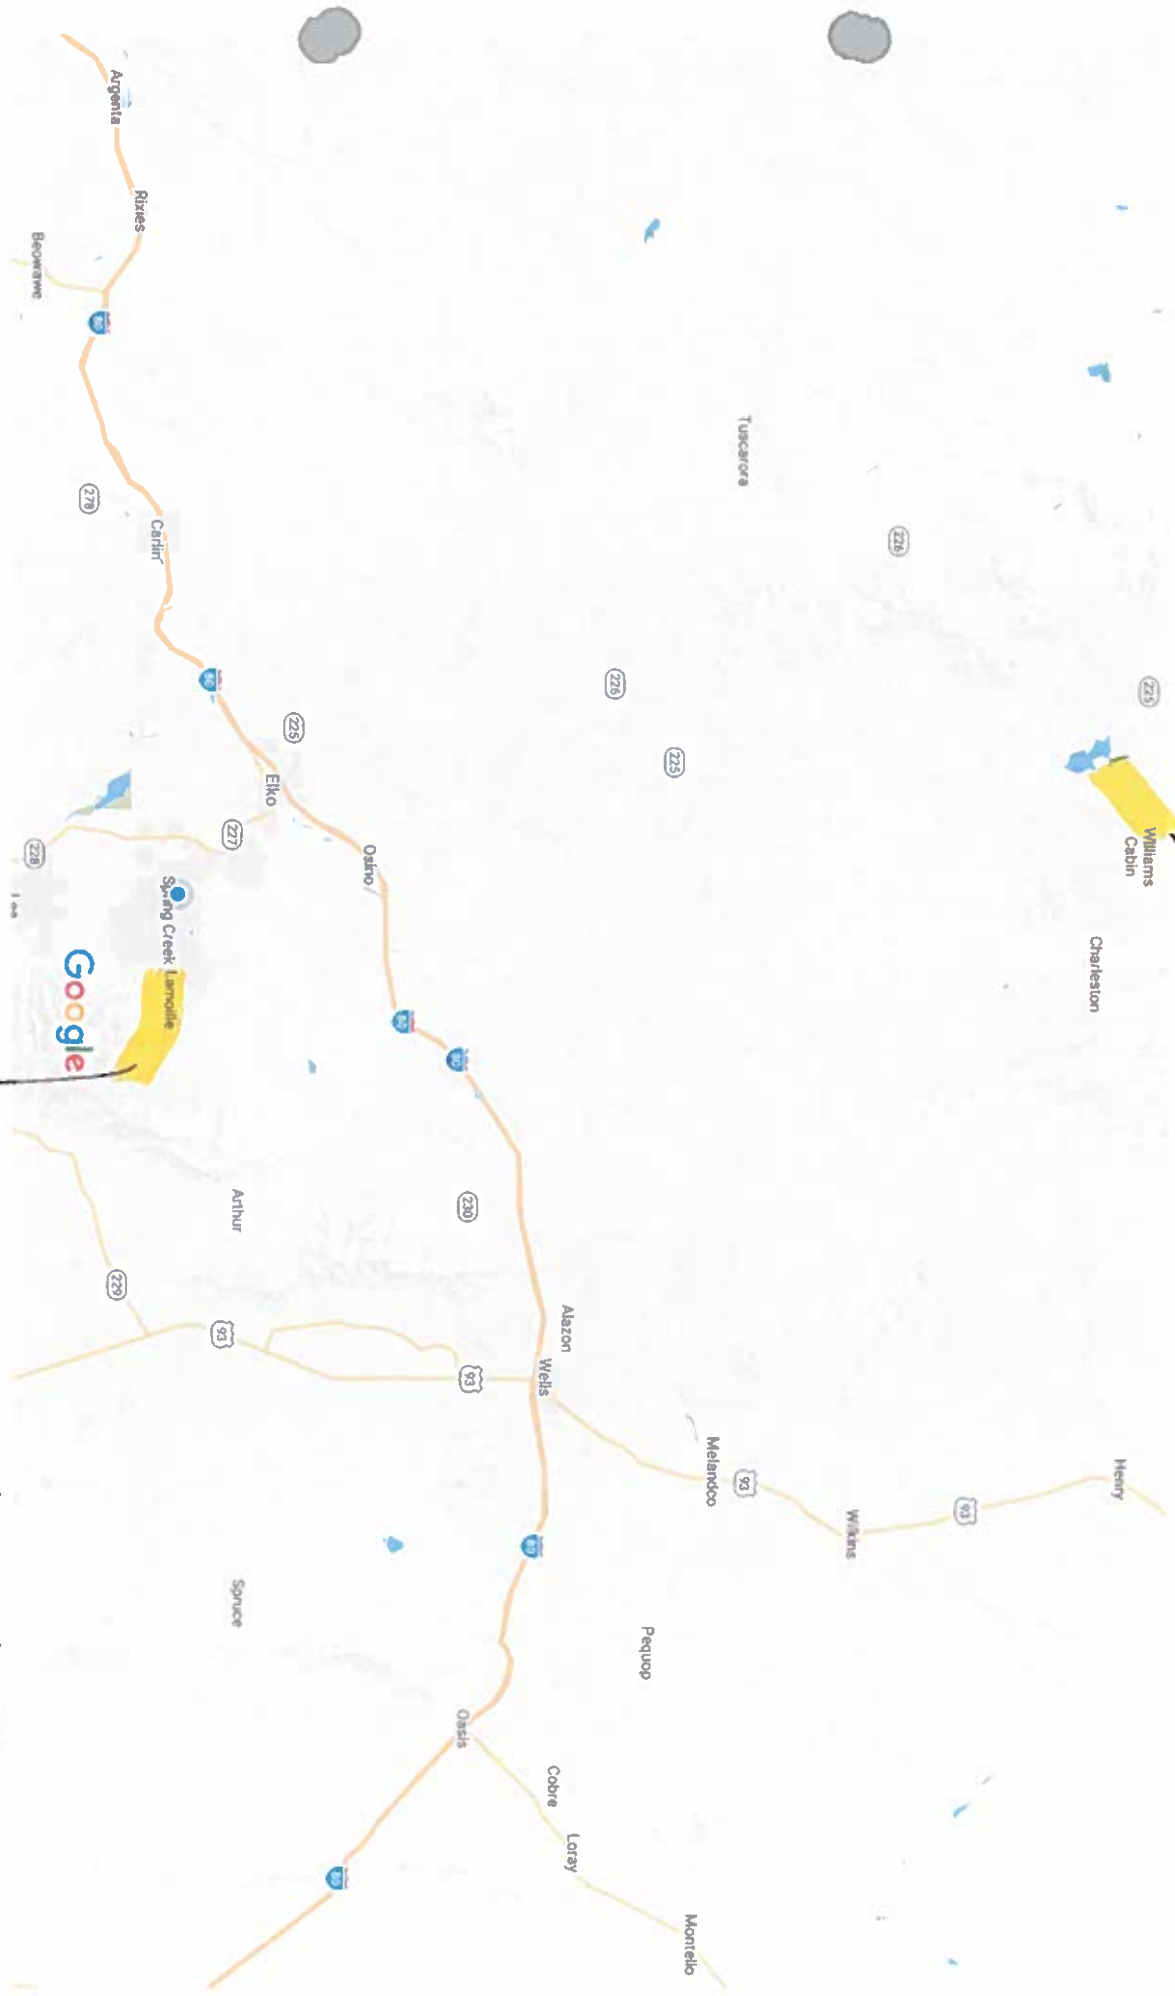 225
Williams
Cabin
Henry
Charleston
93
226
Wilkins
93
Tuscarora
Melandco
Montello
225
Pequop
226
Loray
Alazon
Cobre
Wells
80
93
230
Oasis
80
80
Osino
80
225
Elko
Arthur
Spruce
227
93
80
Spring Creek
Lamoille
Carlin
Rixies
229
Argenta
80
278
Google
Beowawe
228